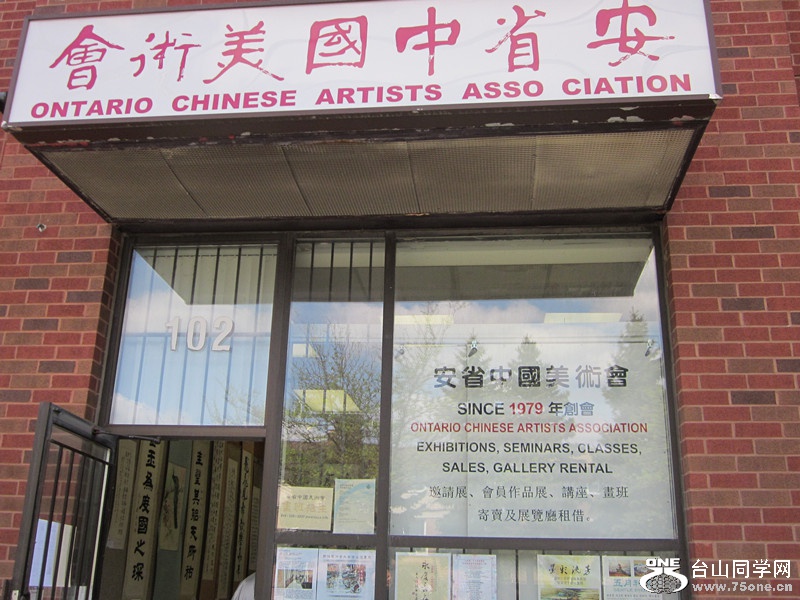 會術美國中省安
ONTARIO CHINESE ARTISTS ASSO CIATION
102
安省中國美術會
SINCE 1979 年創會
ONTARIO CHINESE ARTISTS ASSOCIATION
EXHIBITIONS, SEMINARS, CLASSES,
SALES, GALLERY RENTAL
邀請展、會員作品展、講座、畫班
寄賣及展覽廳租借。
ONE
75
台山同学网
www.75one.cn